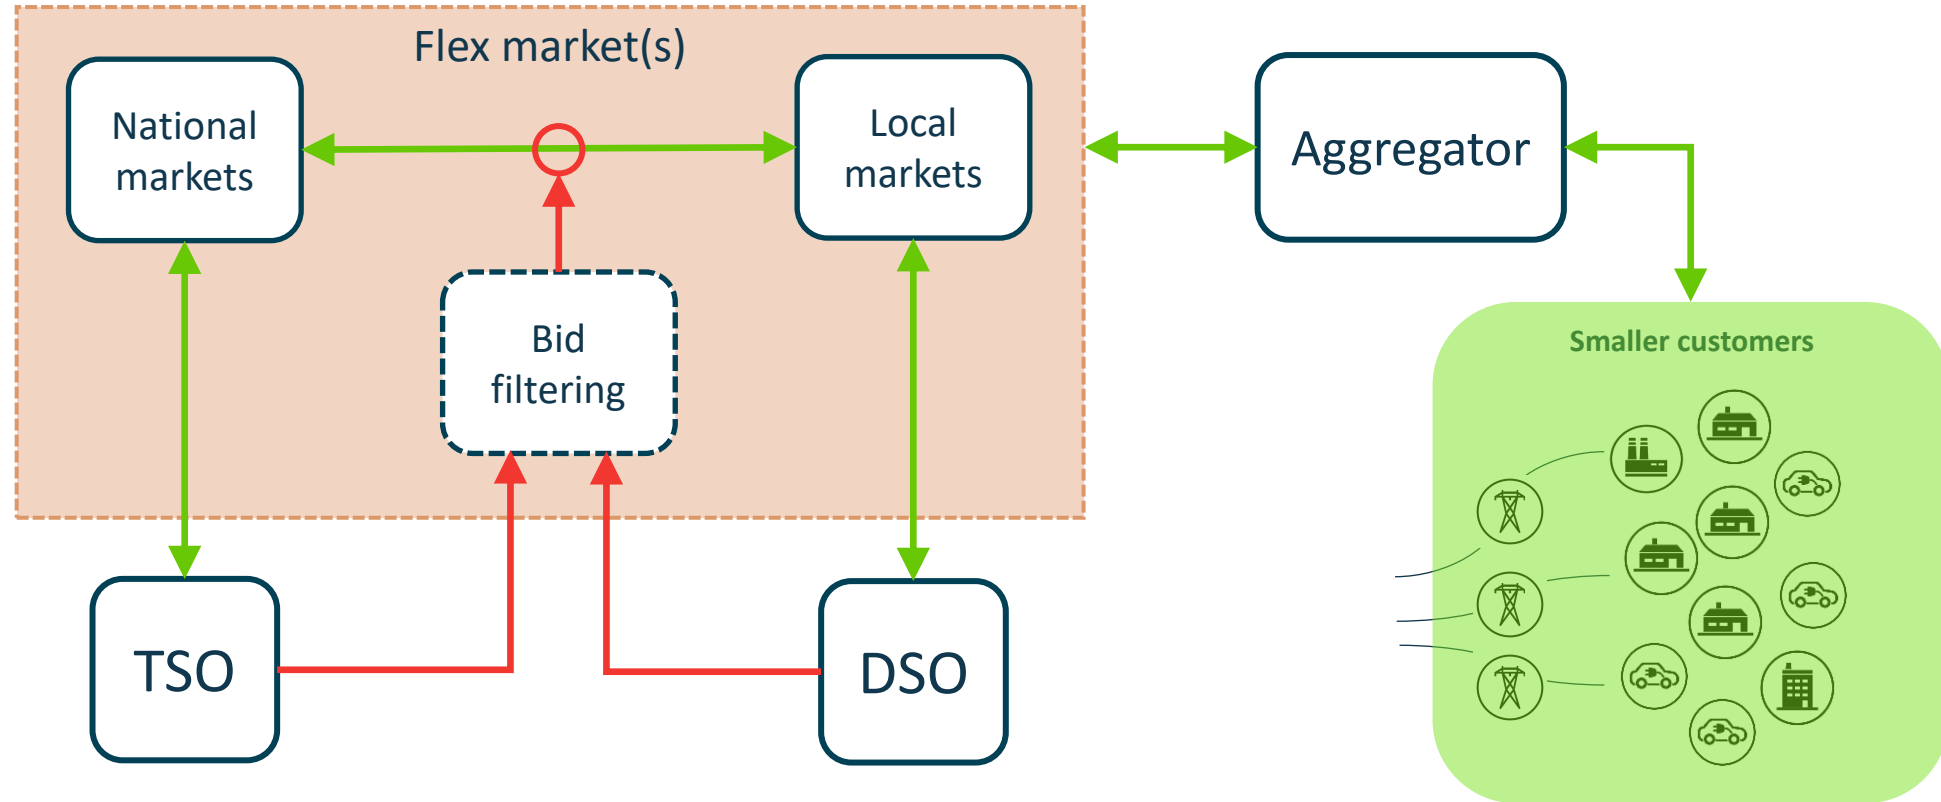 Flex market(s)
National
markets
Local
markets
Aggregator
Bid
filtering
Smaller customers
TSO
DSO